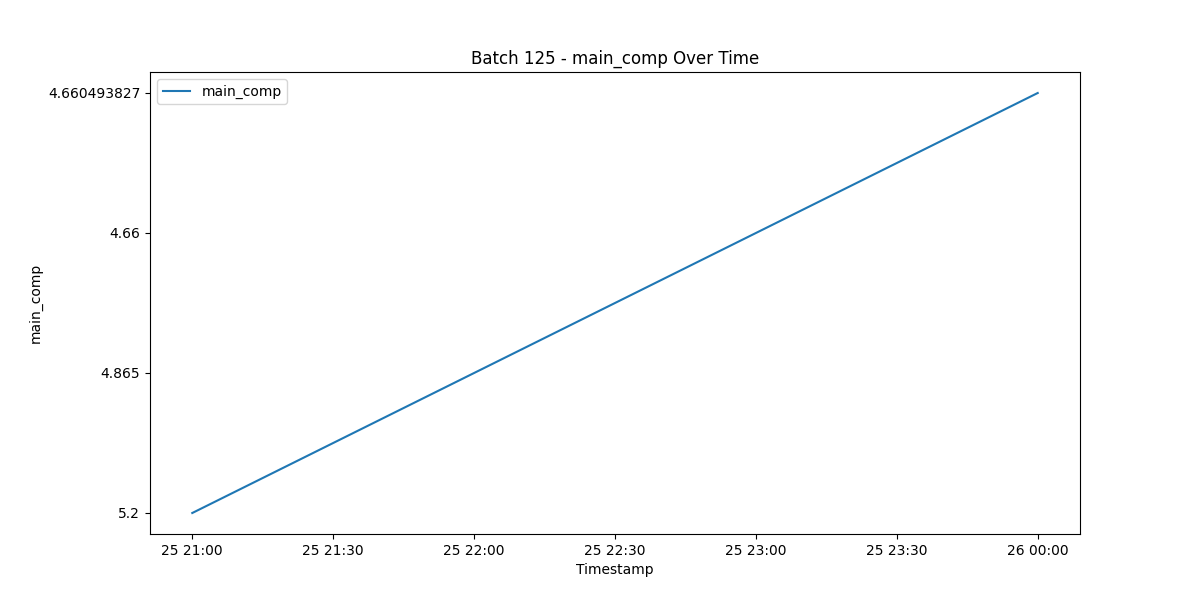 Batch 125 - main_comp Over Time
main_comp
4.660493827
4.66
4.865
5.2
main_comp
25 21:00 25 21:30 25 22:00 25 22:30 25 23:00 25 23:30 26 00:00
Timestamp